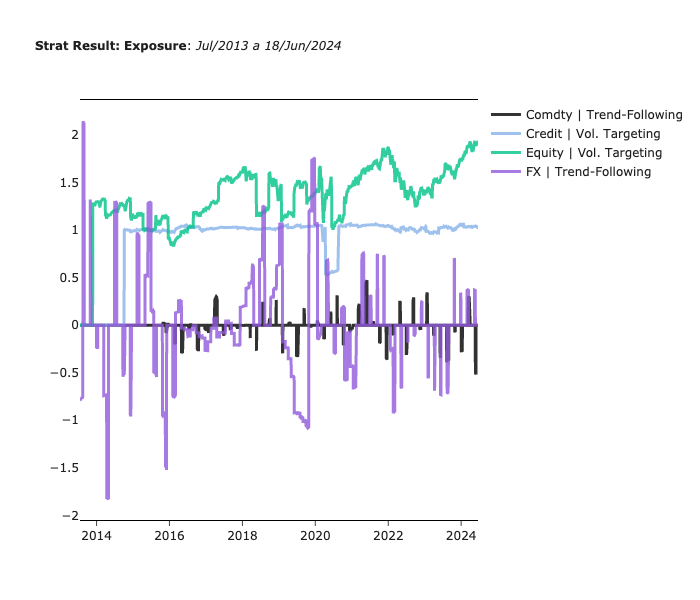 Strat Result: Exposure: Jul/2013 a 18/Jun/2024
Comdty | Trend-Following
Credit | Vol. Targeting
Equity | Vol. Targeting
FX | Trend-Following
2
1.5
1
0.5
0
−0.5
−1
−1.5
−2
2014 2016 2018 2020 2022 2024